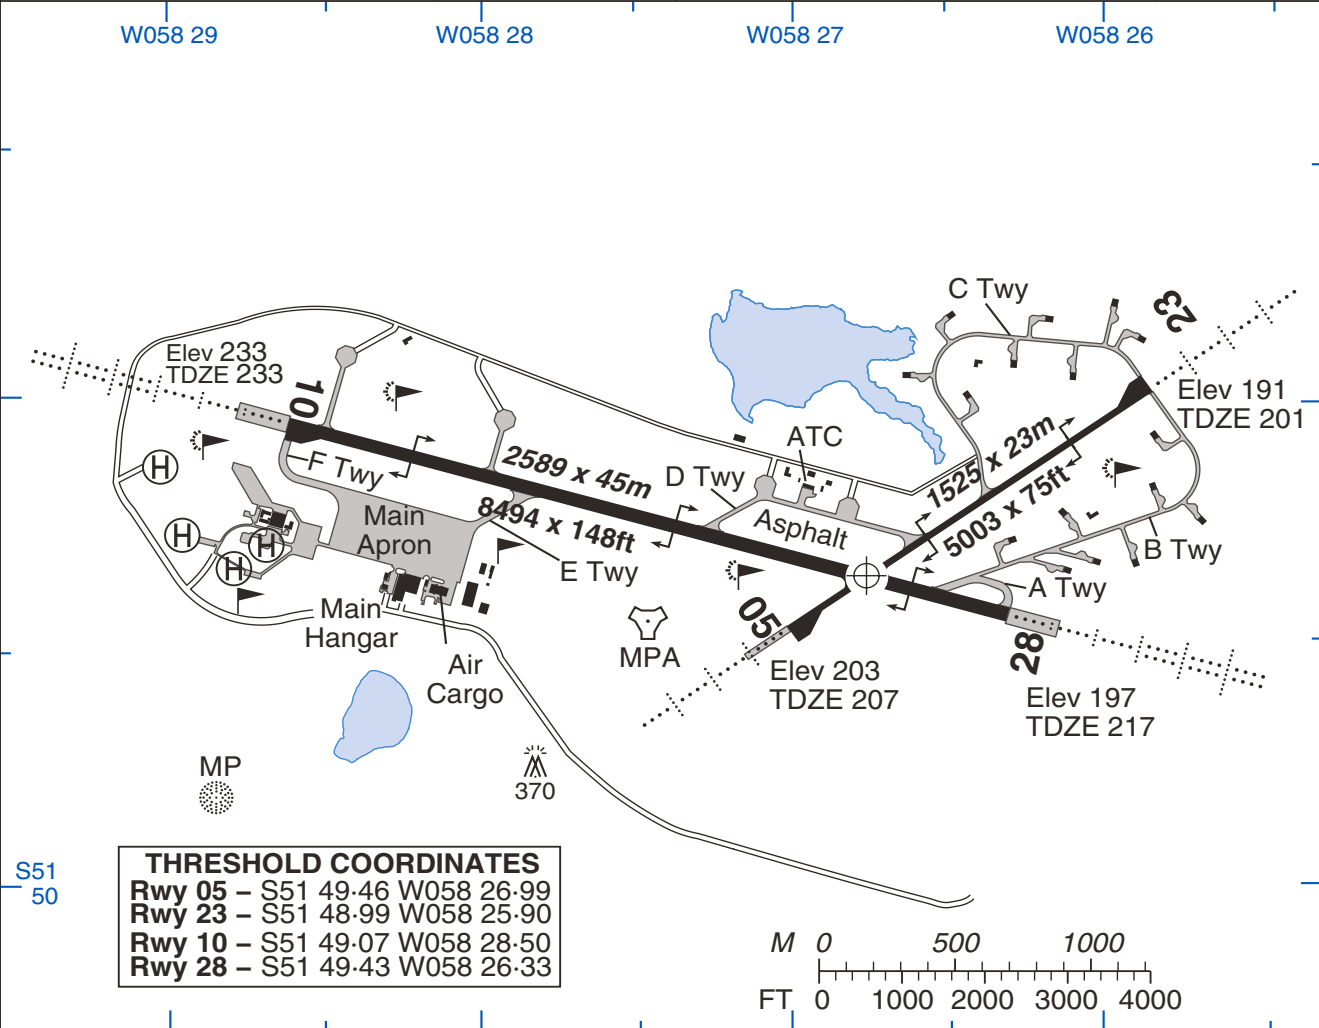 W058 29
W058 28
W058 27
W058 26
C Twy
23
Elev 233
TDZE 233
10
Elev 191
TDZE 201
ATC
H
F Twy
2589 x 45m
8494 x 148ft
D Twy
1525 x 23m
5003 x 75ft
Main
Apron
Asphalt
H
H
H
E Twy
B Twy
A Twy
Main
Hangar
05
MPA
28
Air
Cargo
Elev 203
TDZE 207
Elev 197
TDZE 217
MP
370
S51
50
THRESHOLD COORDINATES
Rwy 05 – S51 49·46 W058 26·99
Rwy 23 – S51 48·99 W058 25·90
Rwy 10 – S51 49·07 W058 28·50
Rwy 28 – S51 49·43 W058 26·33
M 0 500 1000
FT 0 1000 2000 3000 4000